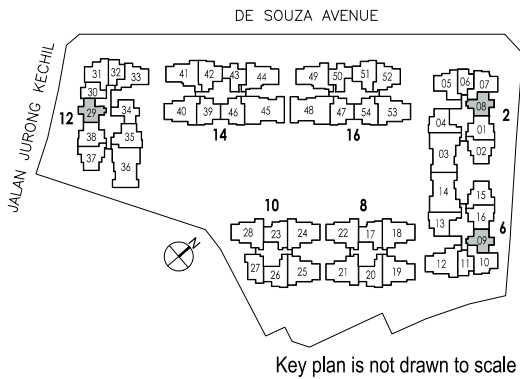 DE SOUZA AVENUE
JALAN JURONG KECHIL
31 32 33
30
29
34
12
38
35
37
36
41 42 43 44
40 39 46 45
14
49 50 51 52
48 47 54 53
16
05 06 07
08
2
04
01
03
02
14
15
13
16
6
09
12 11 10
10
28 23 24
27 26 25
8
22 17 18
21 20 19
N
Key plan is not drawn to scale